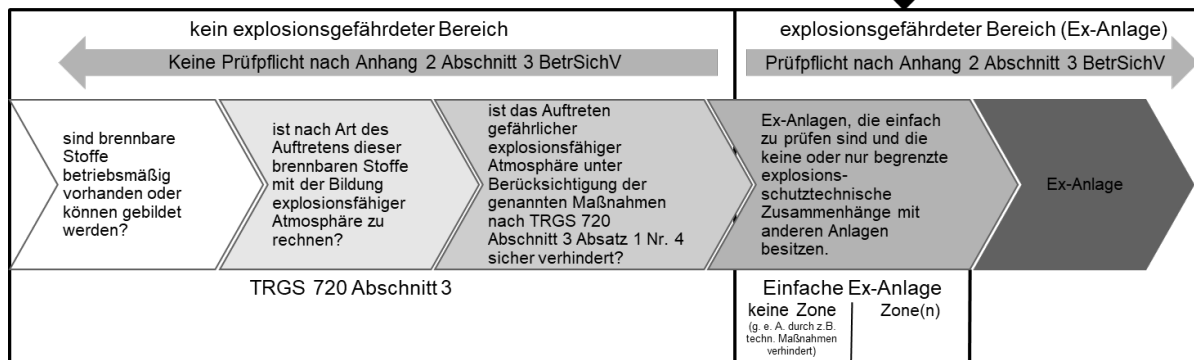 kein explosionsgefährdeter Bereich
explosionsgefährdeter Bereich (Ex-Anlage)
Keine Prüfpflicht nach Anhang 2 Abschnitt 3 BetrSichV
Prüfpflicht nach Anhang 2 Abschnitt 3 BetrSichV
sind brennbare
Stoffe
betriebsmäßig
vorhanden oder
können gebildet
werden?
ist nach Art des
Auftretens dieser
brennbaren Stoffe
mit der Bildung
explosionsfähiger
Atmosphäre zu
rechnen?
ist das Auftreten
gefährlicher
explosionsfähiger
Atmosphäre unter
Berücksichtigung der
genannten Maßnahmen
nach TRGS 720
Abschnitt 3 Absatz 1 Nr. 4
sicher verhindert?
Ex-Anlagen, die einfach
zu prüfen sind und die
keine oder nur begrenzte
explosions-
schutztechnische
Zusammenhänge mit
anderen Anlagen
besitzen.
Ex-Anlage
TRGS 720 Abschnitt 3
Einfache Ex-Anlage
keine Zone
(g. e. A. durch z.B.
techn. Maßnahmen
verhindert)
Zone(n)